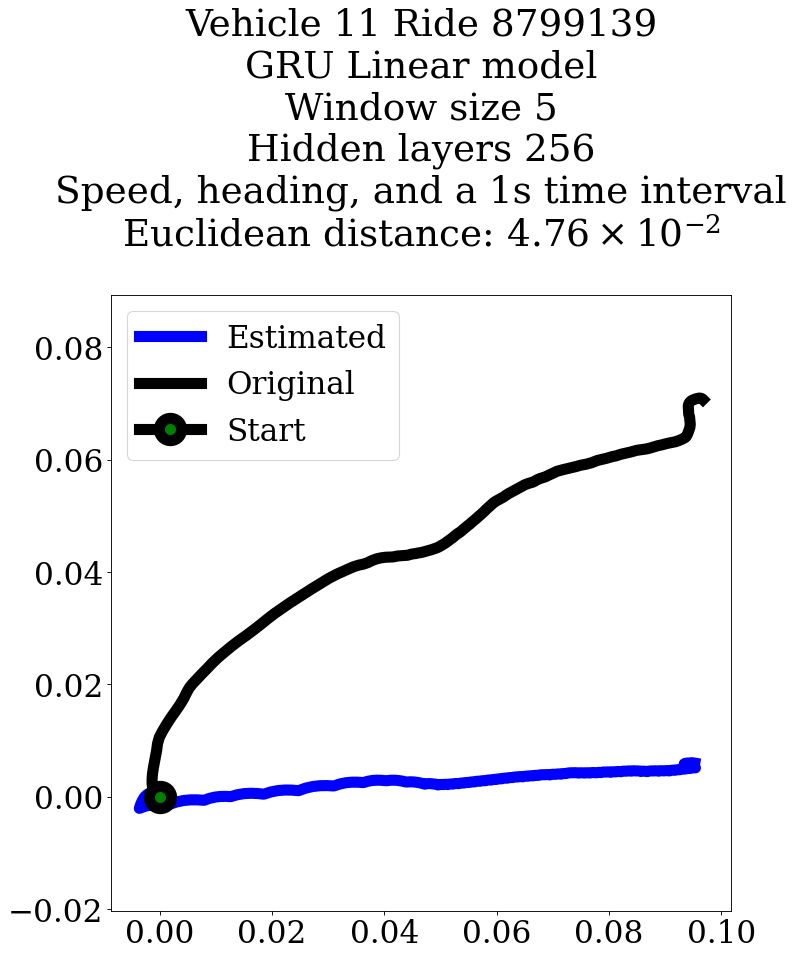 Vehicle 11 Ride 8799139
GRU Linear model
Window size 5
Hidden layers 256
Speed, heading, and a 1s time interval
Euclidean distance: 4.76 × 10⁻²
Estimated
Original
Start
0.08
0.06
0.04
0.02
0.00
−0.02
0.00 0.02 0.04 0.06 0.08 0.10